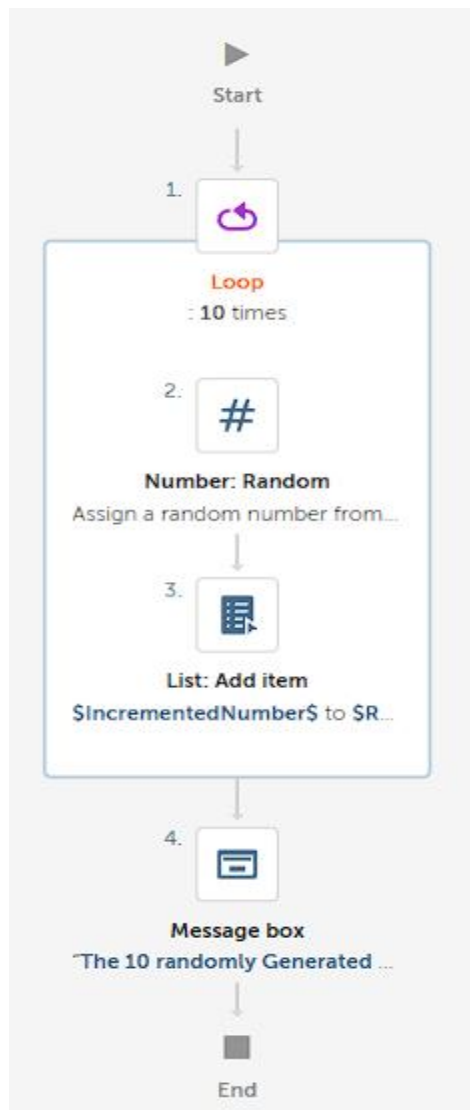 Start
1.
Loop
: 10 times
2.
Number: Random
Assign a random number from...
3.
List: Add item
$IncrementedNumber$ to $R...
4.
Message box
"The 10 randomly Generated ...
End